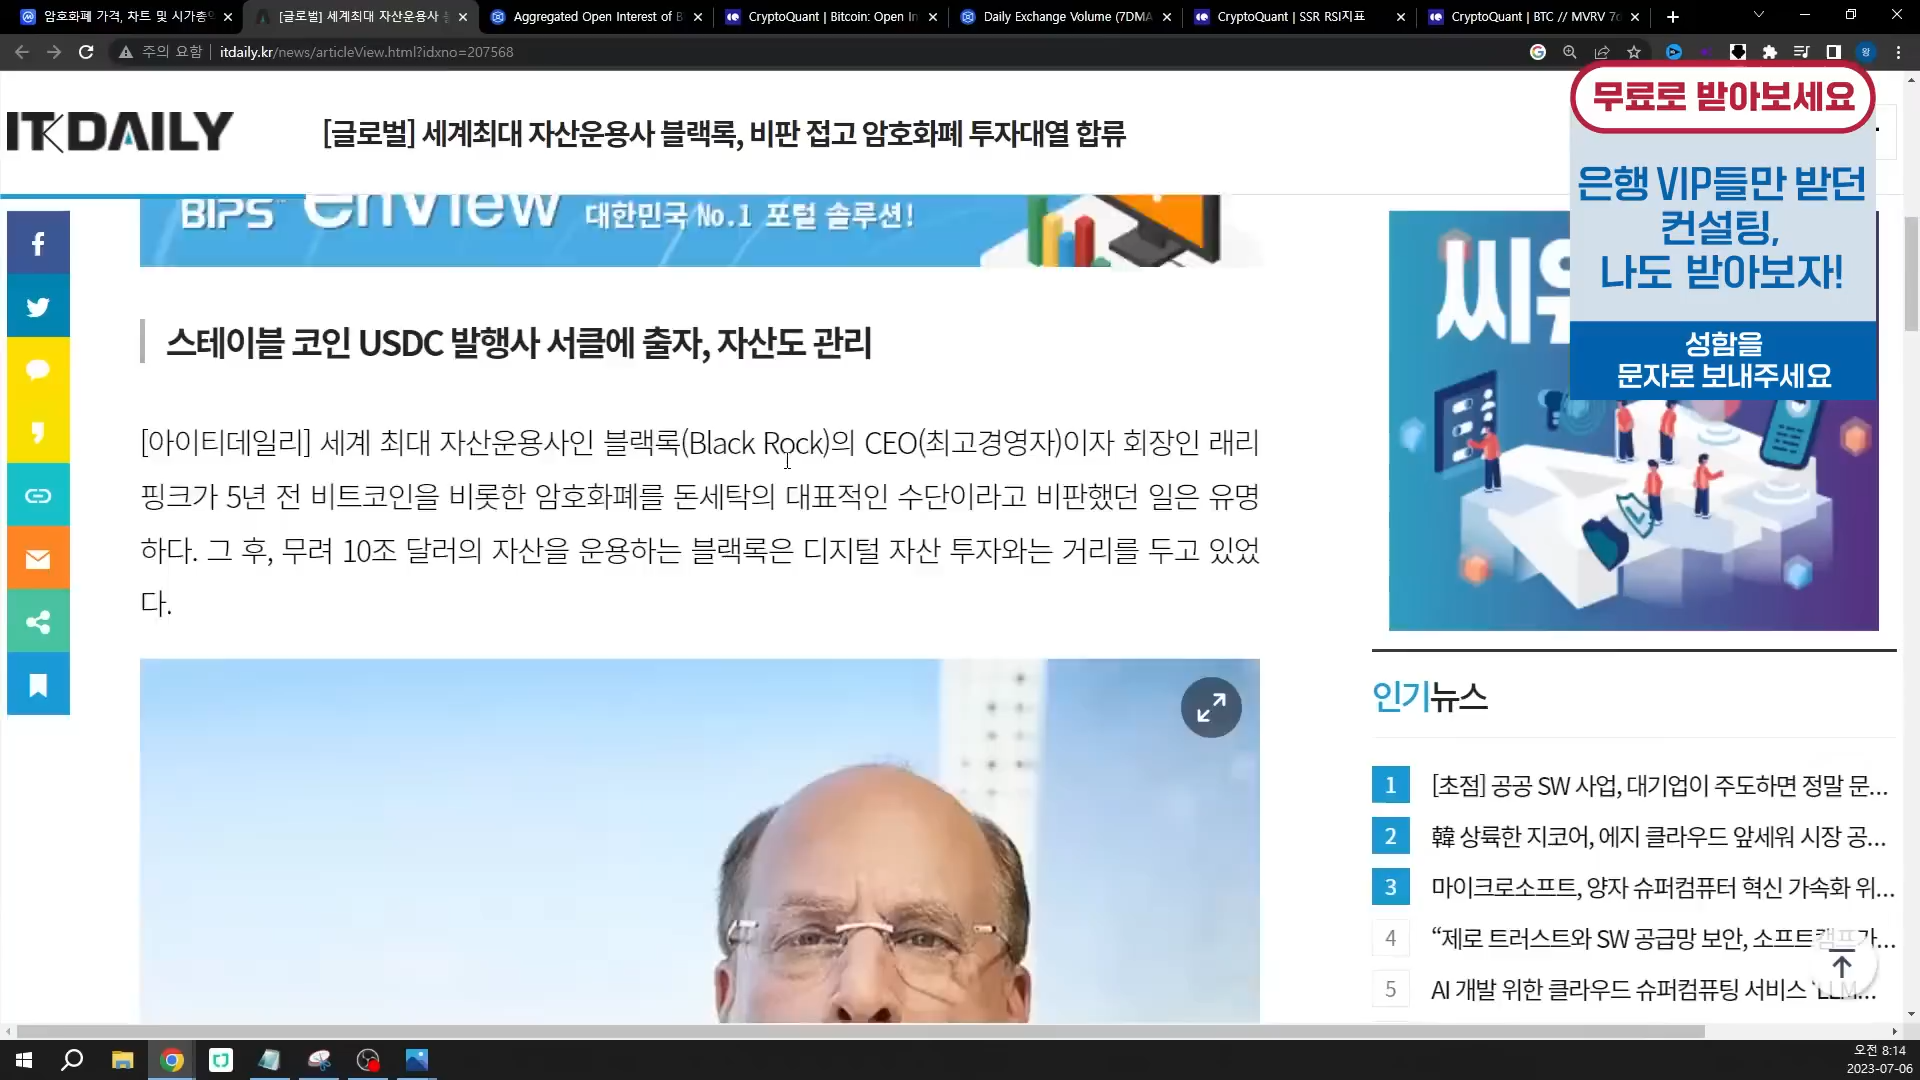 암호화폐 가격, 차트 및 시가총
[글로벌] 세계최대 자산운용사
Aggregated Open Interest of B
CryptoQuant | Bitcoin: Open In
Daily Exchange Volume (7DMA
CryptoQuant | SSR RSI지표
CryptoQuant | BTC // MVRV 7d
주의 요함
itdaily.kr/news/articleView.html?idxno=207568
왕
IT DAILY
[글로벌] 세계최대 자산운용사 블랙록, 비판 접고 암호화폐 투자대열 합류
무료로 받아보세요
은행 VIP들만 받던
컨설팅,
나도 받아보자!
성함을
문자로 보내주세요
BIPS enView 대한민국 No.1 포털 솔루션!
스테이블 코인 USDC 발행사 서클에 출자, 자산도 관리
[아이티데일리] 세계 최대 자산운용사인 블랙록(Black Rock)의 CEO(최고경영자)이자 회장인 래리
핑크가 5년 전 비트코인을 비롯한 암호화폐를 돈세탁의 대표적인 수단이라고 비판했던 일은 유명
하다. 그 후, 무려 10조 달러의 자산을 운용하는 블랙록은 디지털 자산 투자와는 거리를 두고 있었
다.
인기뉴스
1 [초점] 공공 SW 사업, 대기업이 주도하면 정말 문...
2 韓 상륙한 지코어, 에지 클라우드 앞세워 시장 공...
3 마이크로소프트, 양자 슈퍼컴퓨터 혁신 가속화 위...
4 “제로 트러스트와 SW 공급망 보안, 소프트캠프가...
5 AI 개발 위한 클라우드 슈퍼컴퓨팅 서비스 ‘LLM...
오전 8:14
2023-07-06